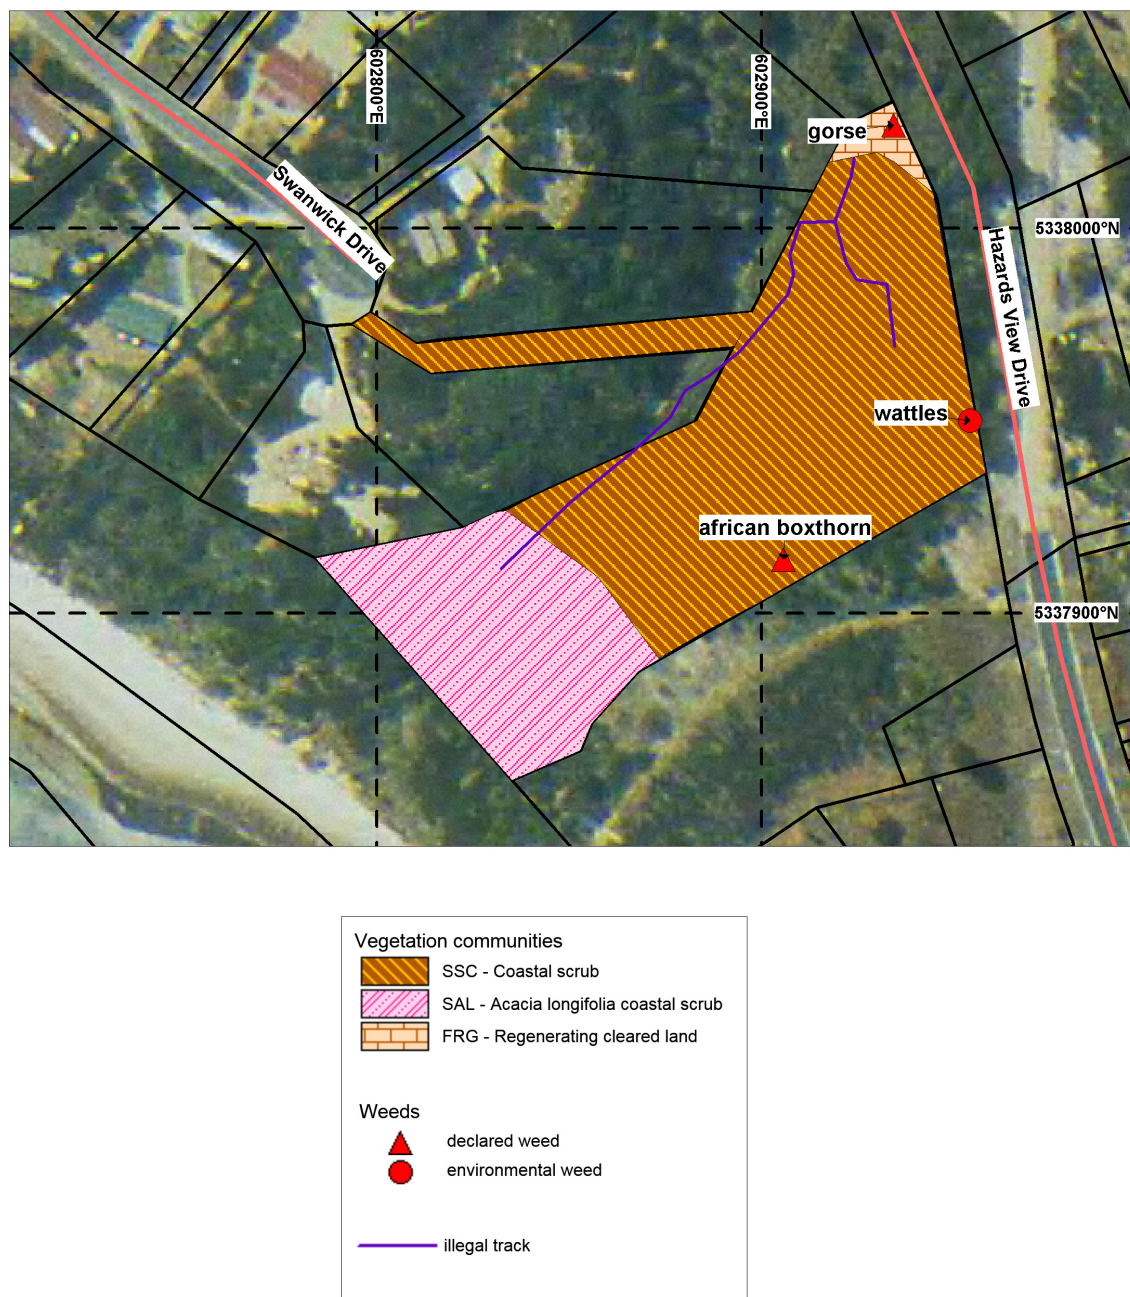 602800°E
602900°E
gorse
Swanwick Drive
5338000°N
Hazards View Drive
wattles
african boxthorn
5337900°N
Vegetation communities
SSC - Coastal scrub
SAL - Acacia longifolia coastal scrub
FRG - Regenerating cleared land
Weeds
declared weed
environmental weed
illegal track